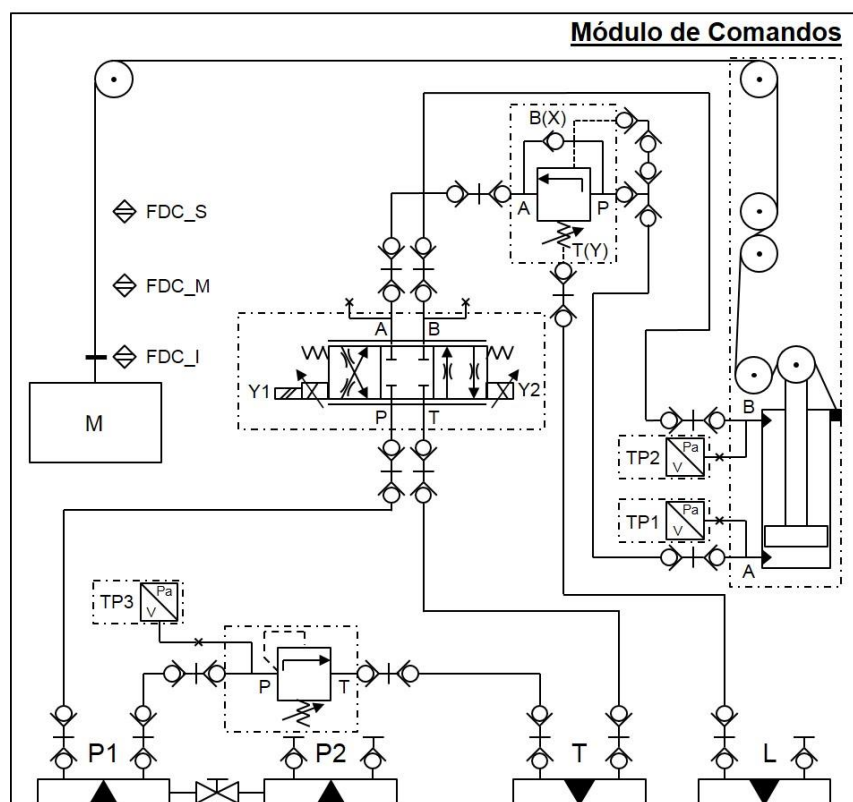 Módulo de Comandos
B(X)
A
P
T(Y)
FDC_S
FDC_M
FDC_I
M
A
B
Y1
Y2
P
T
B
TP2
Pa
V
TP1
Pa
V
A
TP3
Pa
V
P
T
P1
P2
T
L